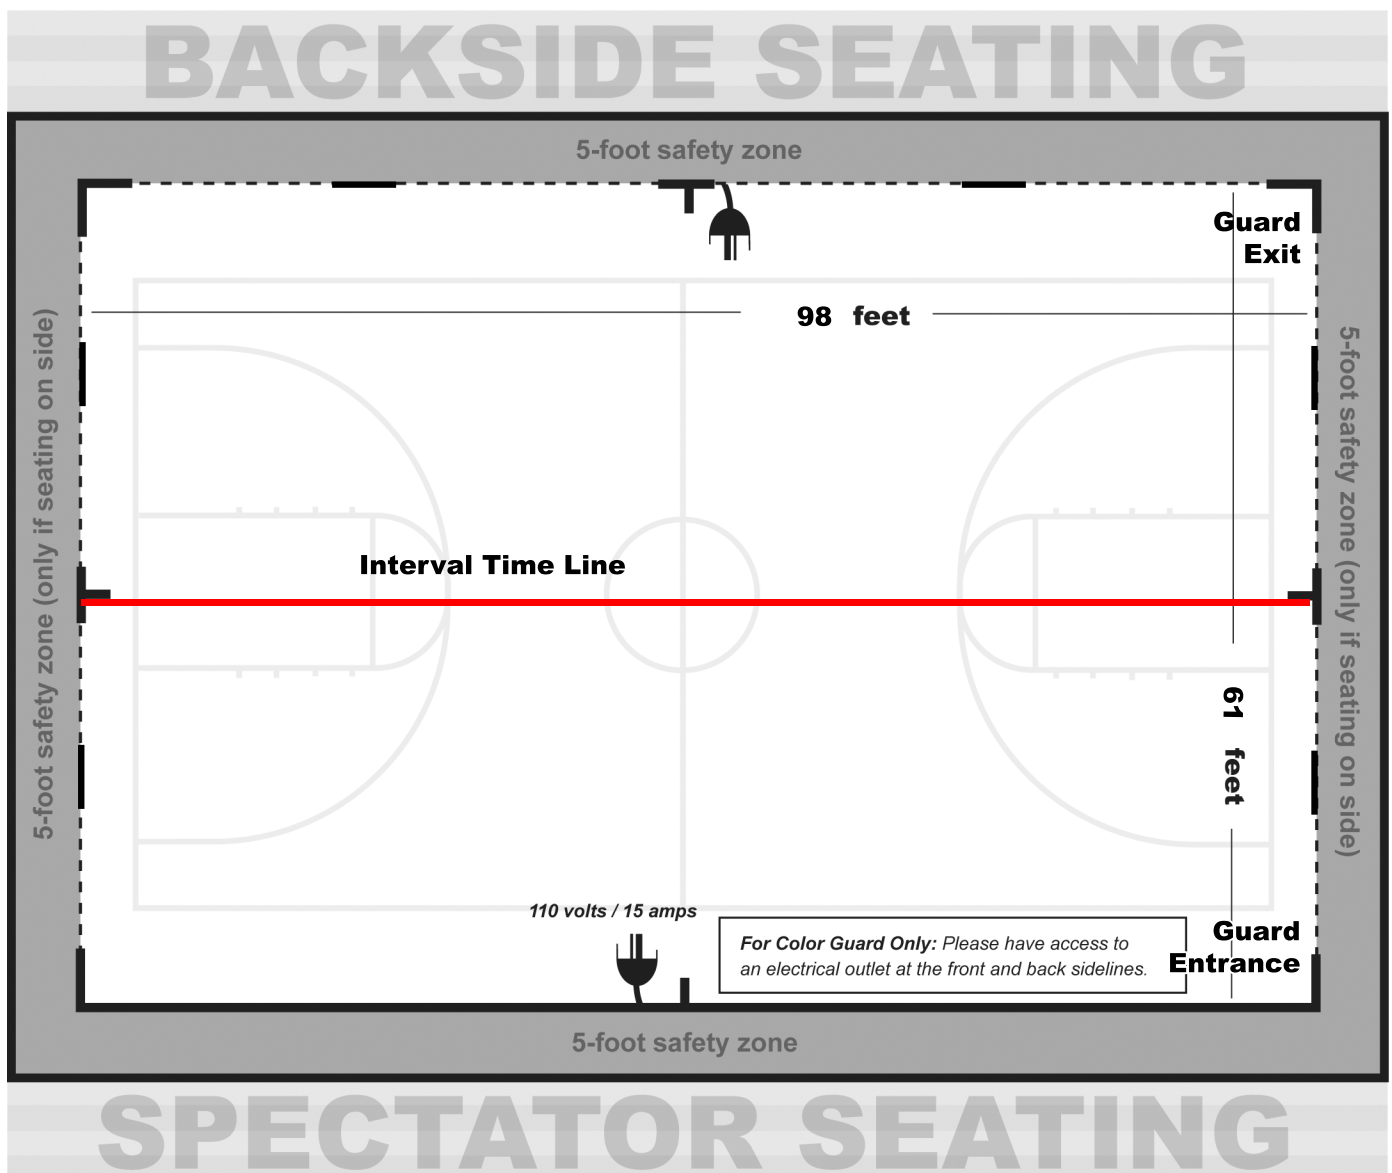 BACKSIDE SEATING
5-foot safety zone
Guard
Exit
98 feet
5-foot safety zone (only if seating on side)
5-foot safety zone (only if seating on side)
Interval Time Line
61 feet
110 volts / 15 amps
For Color Guard Only: Please have access to
an electrical outlet at the front and back sidelines.
Guard
Entrance
5-foot safety zone
SPECTATOR SEATING